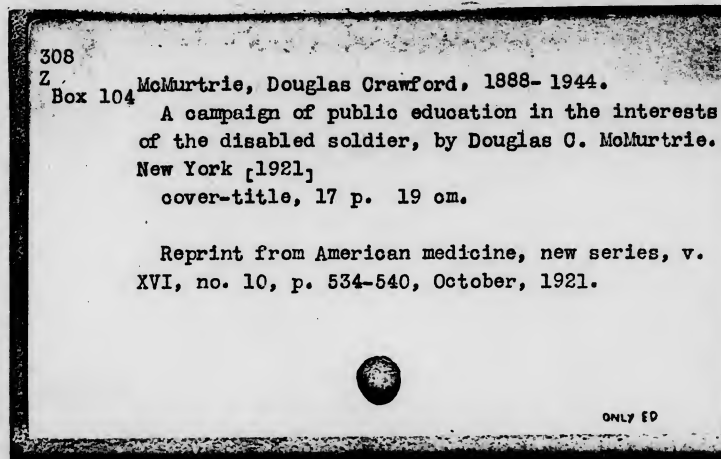 308
Z
Box 104
McMurtrie, Douglas Crawford, 1888- 1944.
A campaign of public education in the interests
of the disabled soldier, by Douglas C. McMurtrie.
New York [1921]
cover-title, 17 p. 19 cm.
Reprint from American medicine, new series, v.
XVI, no. 10, p. 534-540, October, 1921.
ONLY ED